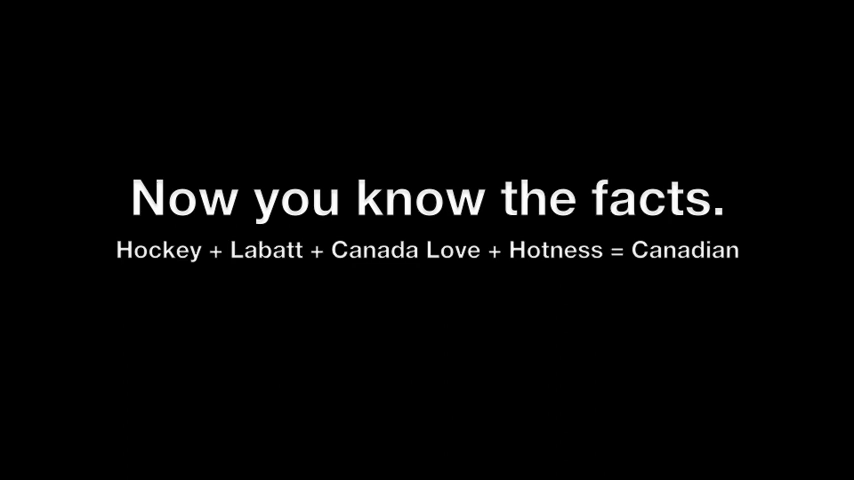 Now you know the facts.
Hockey + Labatt + Canada Love + Hotness = Canadian